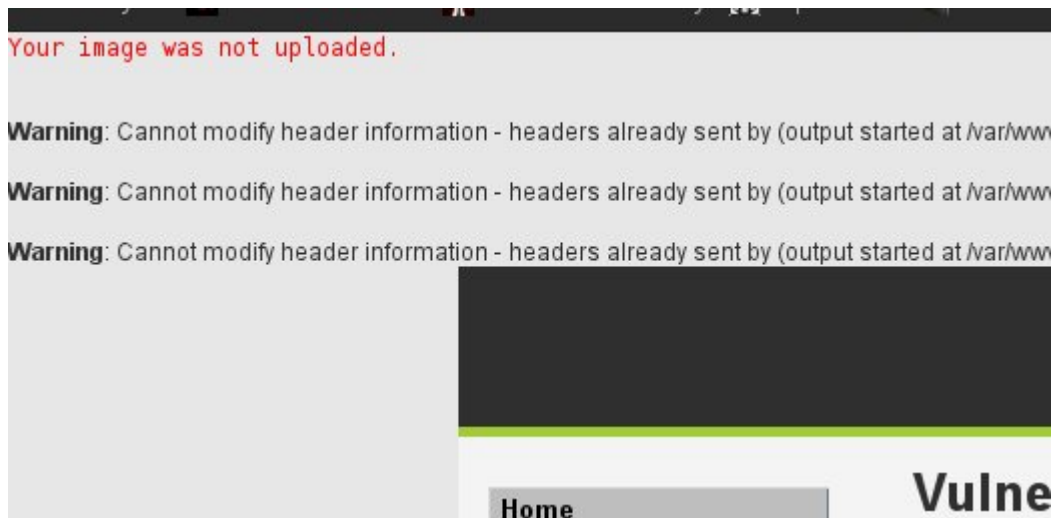 Your image was not uploaded.
Warning: Cannot modify header information - headers already sent by (output started at /var/www
Warning: Cannot modify header information - headers already sent by (output started at /var/www
Warning: Cannot modify header information - headers already sent by (output started at /var/www
Vulne
Home